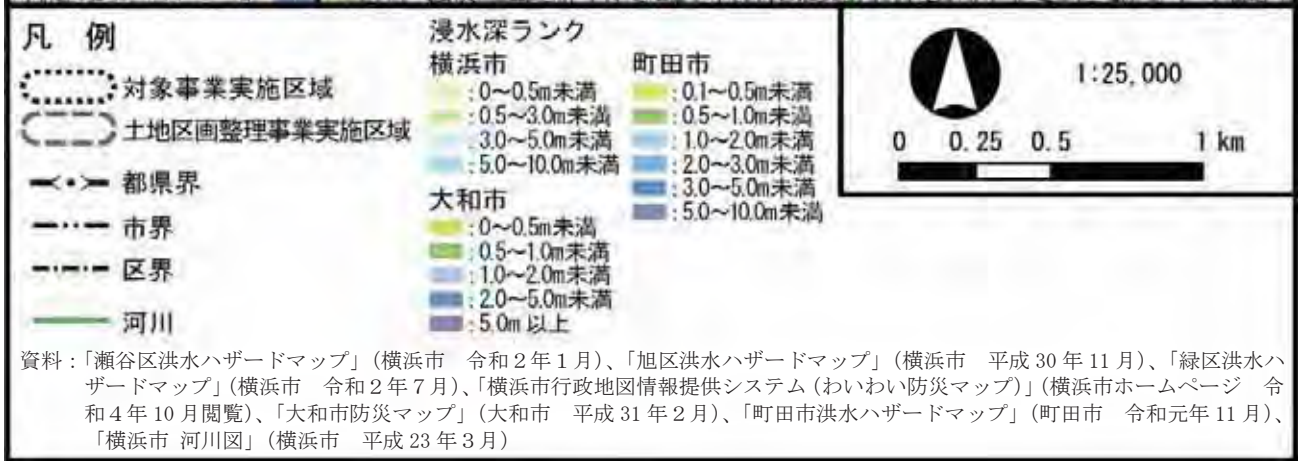 凡 例
対象事業実施区域
土地区画整理事業実施区域
都県界
市界
区界
河川
浸水深ランク
横浜市
:0~0.5m未満
:0.5~3.0m未満
:3.0~5.0m未満
:5.0~10.0m未満
大和市
:0~0.5m未満
:0.5~1.0m未満
:1.0~2.0m未満
:2.0~5.0m未満
:5.0m 以上
町田市
:0.1~0.5m未満
:0.5~1.0m未満
:1.0~2.0m未満
:2.0~3.0m未満
:3.0~5.0m未満
:5.0~10.0m未満
1:25,000
0 0.25 0.5 1 km
資料:「瀬谷区洪水ハザードマップ」(横浜市 令和2年1月)、「旭区洪水ハザードマップ」(横浜市 平成30年11月)、「緑区洪水ハ
ザードマップ」(横浜市 令和2年7月)、「横浜市行政地図情報提供システム(わいわい防災マップ)」(横浜市ホームページ 令
和4年10月閲覧)、「大和市防災マップ」(大和市 平成31年2月)、「町田市洪水ハザードマップ」(町田市 令和元年11月)、
「横浜市 河川図」(横浜市 平成23年3月)